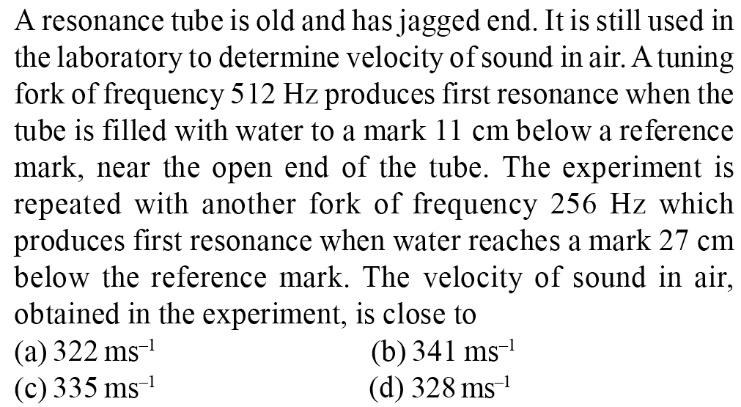 A resonance tube is old and has jagged end. It is still used in
the laboratory to determine velocity of sound in air. A tuning
fork of frequency 512 Hz produces first resonance when the
tube is filled with water to a mark 11 cm below a reference
mark, near the open end of the tube. The experiment is
repeated with another fork of frequency 256 Hz which
produces first resonance when water reaches a mark 27 cm
below the reference mark. The velocity of sound in air,
obtained in the experiment, is close to
(a) 322 ms⁻¹ (b) 341 ms⁻¹
(c) 335 ms⁻¹ (d) 328 ms⁻¹